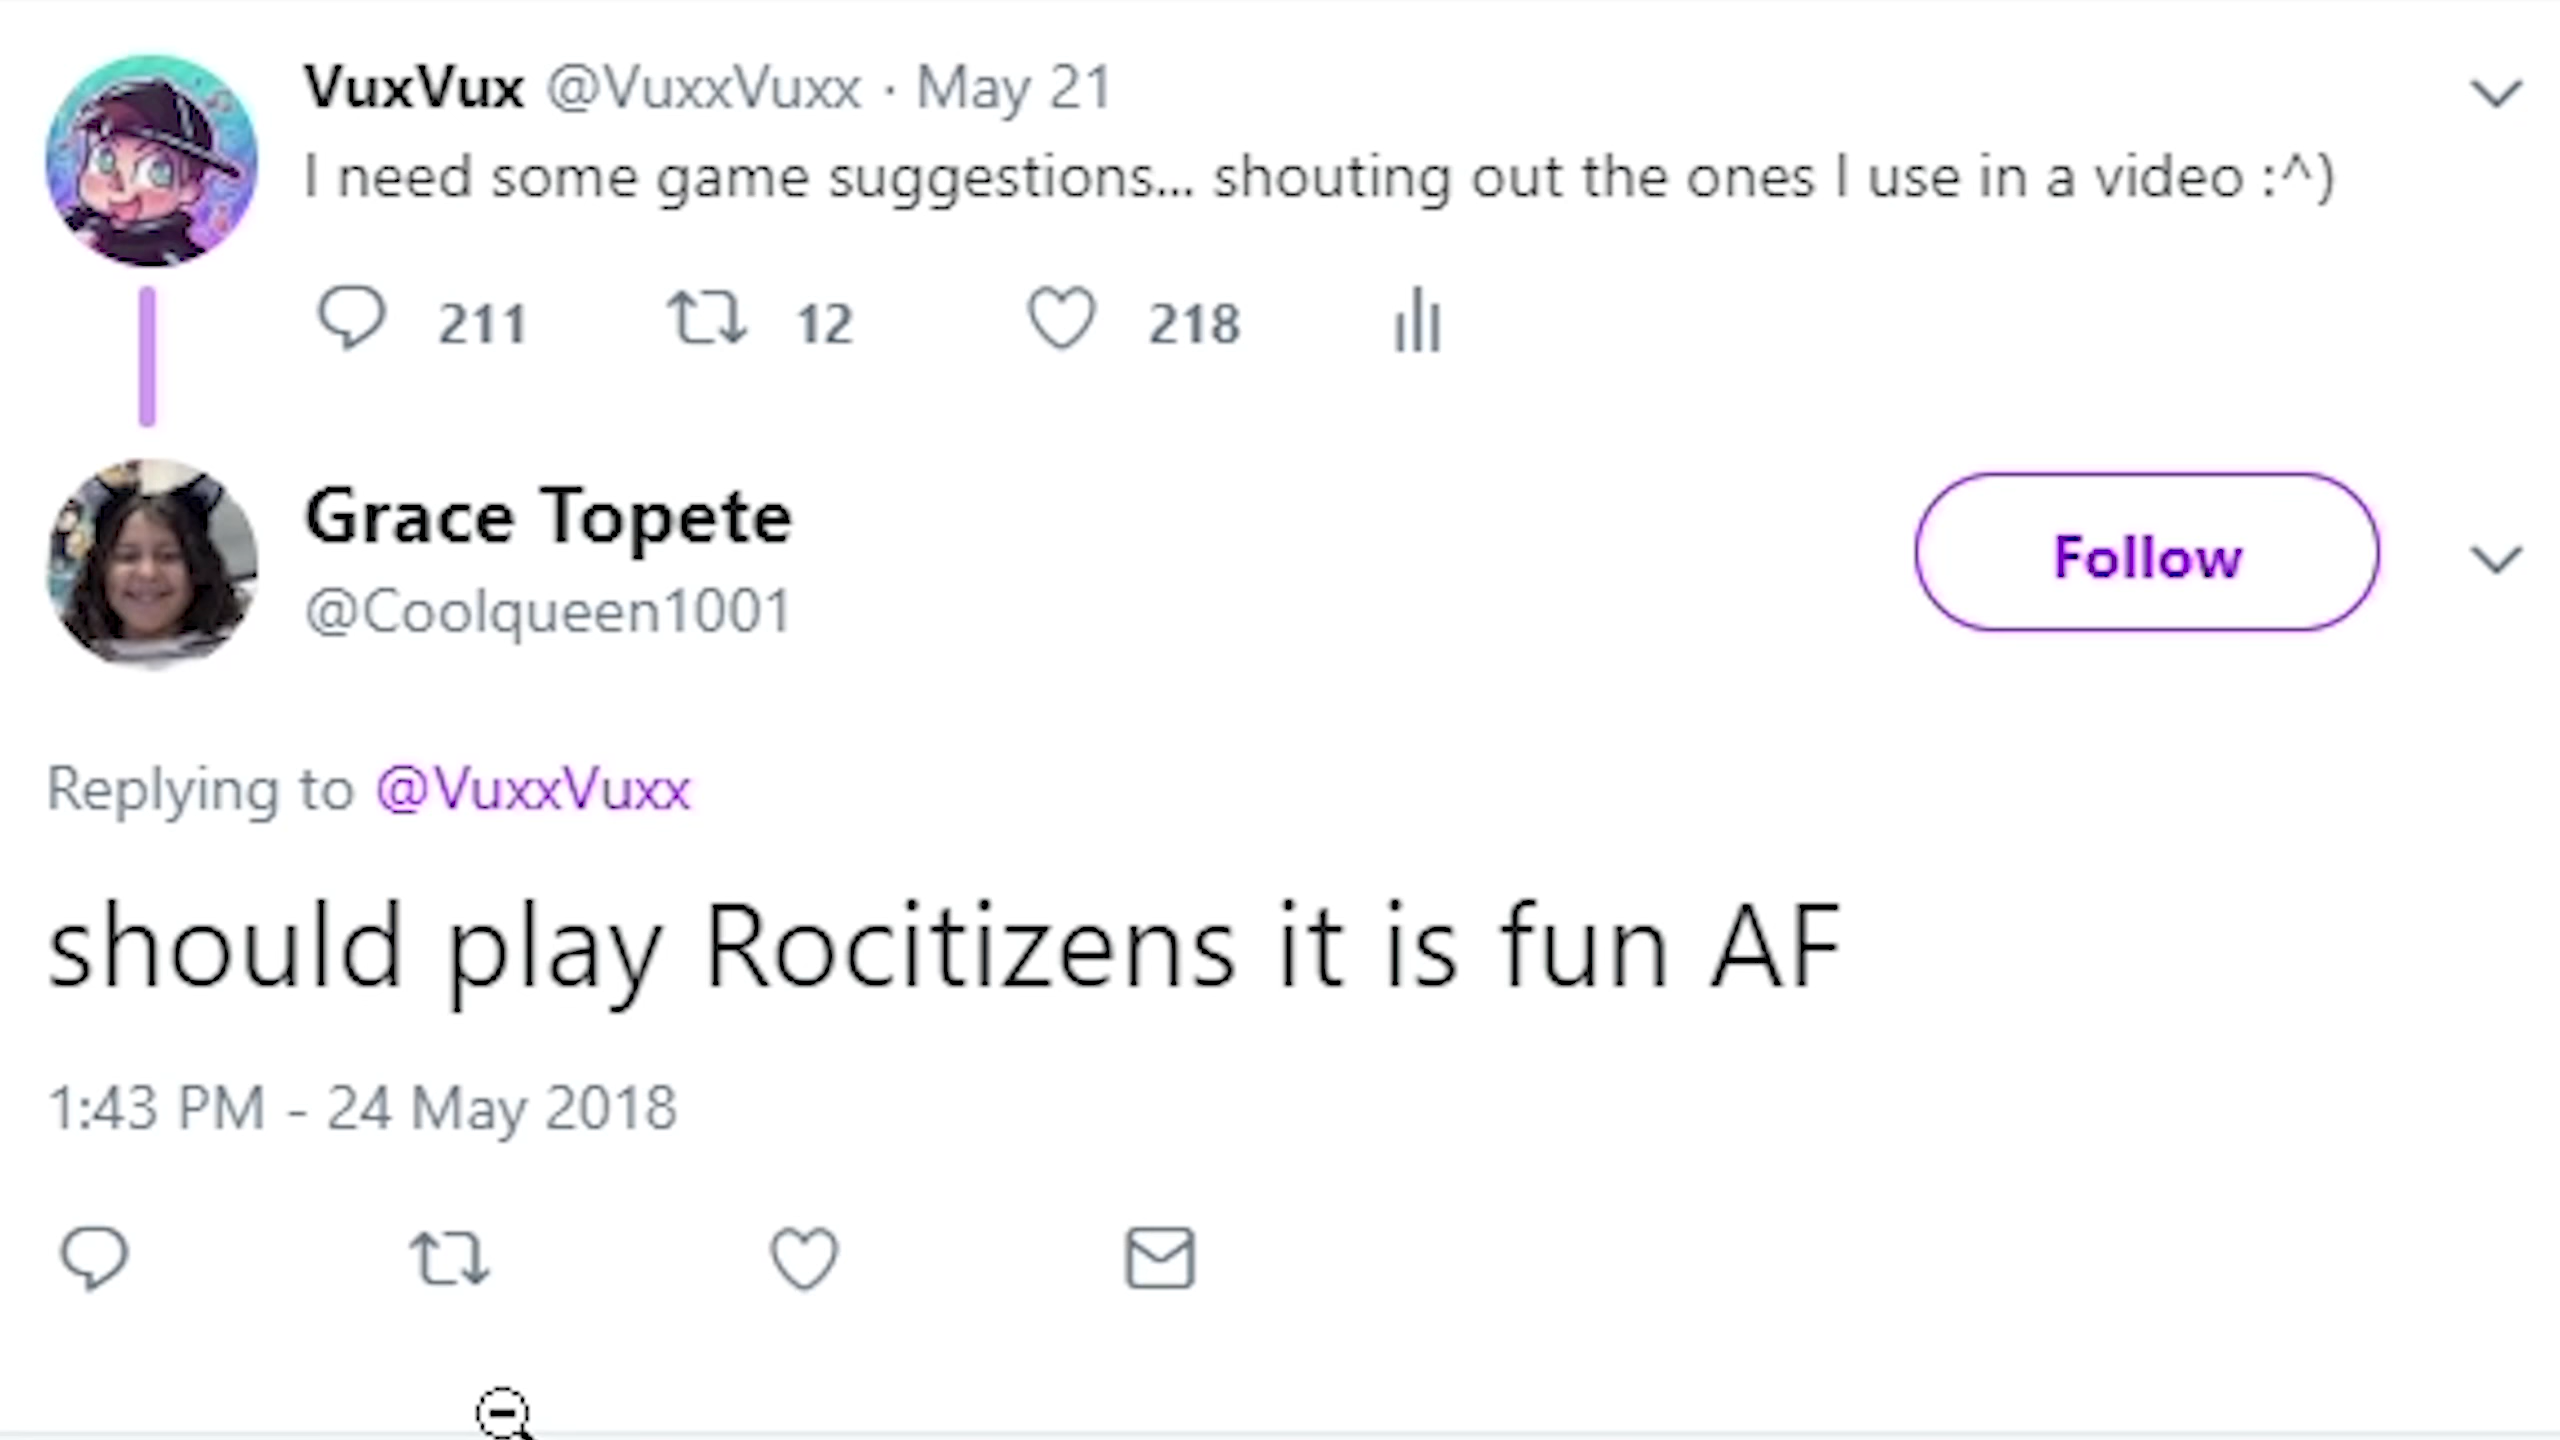 VuxVux @VuxxVuxx · May 21
I need some game suggestions... shouting out the ones I use in a video :^)
211 12 218
Grace Topete
@Coolqueen1001
Follow
Replying to @VuxxVuxx
should play Rocitizens it is fun AF
1:43 PM - 24 May 2018